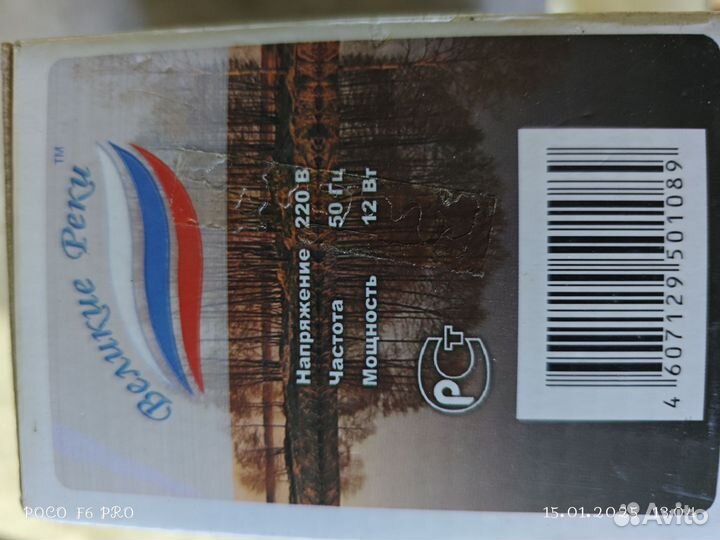 Великие Реки™
Напряжение 220 В
Частота 50 Гц
Мощность 12 Вт
РСТ
4 607129 501089
POCO F6 PRO
15.01.2025 13:04
Avito